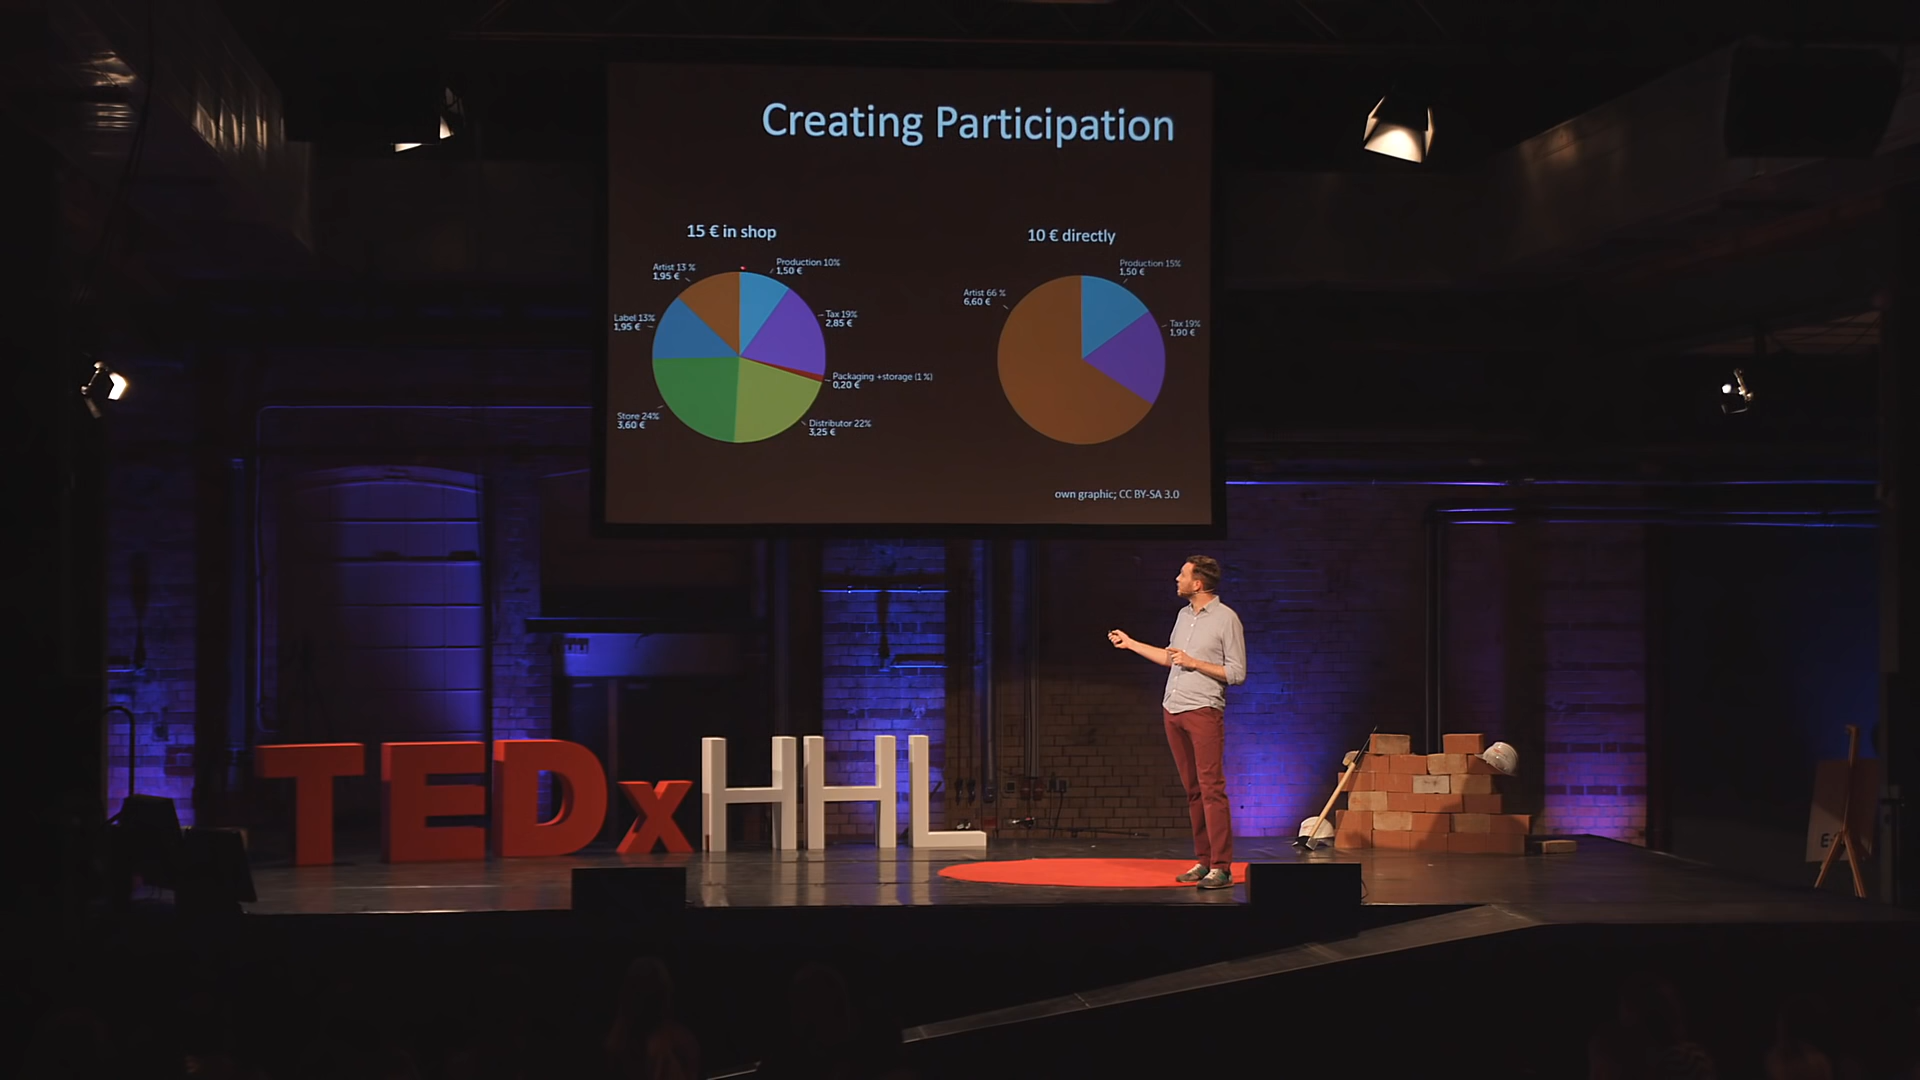 Creating Participation
15 € in shop
Artist 13 %
1,95 €
Production 10%
1,50 €
Label 13%
1,95 €
Tax 19%
2,85 €
Packaging +storage (1 %)
0,20 €
Store 24%
3,60 €
Distributor 22%
3,25 €
10 € directly
Production 15%
1,50 €
Artist 66 %
6,60 €
Tax 19%
1,90 €
own graphic; CC BY-SA 3.0
TEDxHHL